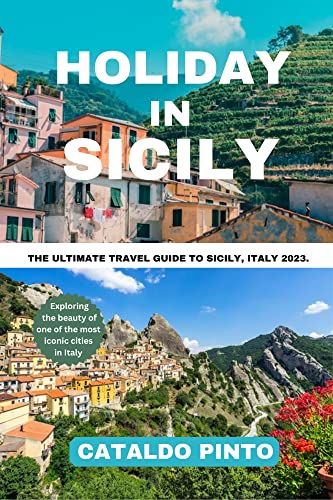 HOLIDAY
IN
SICILY
THE ULTIMATE TRAVEL GUIDE TO SICILY, ITALY 2023.
Exploring
the beauty of
one of the most
iconic cities
in Italy
CATALDO PINTO